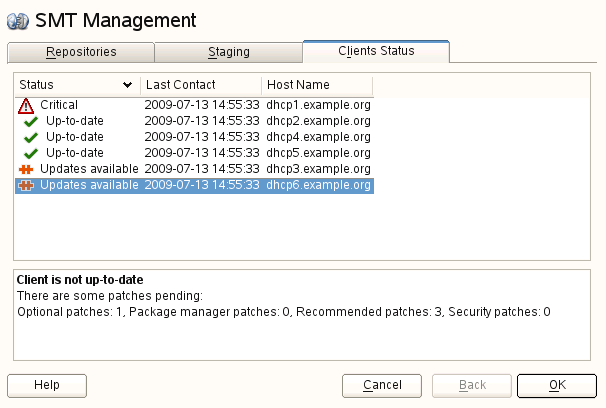 SMT Management
Repositories Staging Clients Status
Status Last Contact Host Name
Critical 2009-07-13 14:55:33 dhcp1.example.org
Up-to-date 2009-07-13 14:55:33 dhcp2.example.org
Up-to-date 2009-07-13 14:55:33 dhcp4.example.org
Up-to-date 2009-07-13 14:55:33 dhcp5.example.org
Updates available 2009-07-13 14:55:33 dhcp3.example.org
Updates available 2009-07-13 14:55:33 dhcp6.example.org
Client is not up-to-date
There are some patches pending:
Optional patches: 1, Package manager patches: 0, Recommended patches: 3, Security patches: 0
Help Cancel Back OK